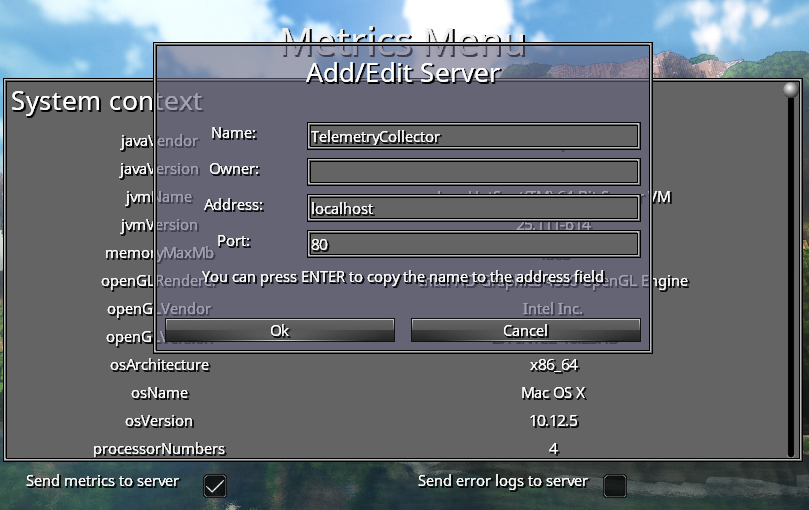 Metrics Menu
Add/Edit Server
System context
Name: TelemetryCollector
Owner:
Address: localhost
Port: 80
You can press ENTER to copy the name to the address field
Ok Cancel
javaVendor
javaVersion
jvmName VM
jvmVersion 25.111-b14
memoryMaxMb
openGLRenderer OpenGL Engine
openGLVendor Intel Inc.
openGLVersion
osArchitecture x86_64
osName Mac OS X
osVersion 10.12.5
processorNumbers 4
Send metrics to server Send error logs to server